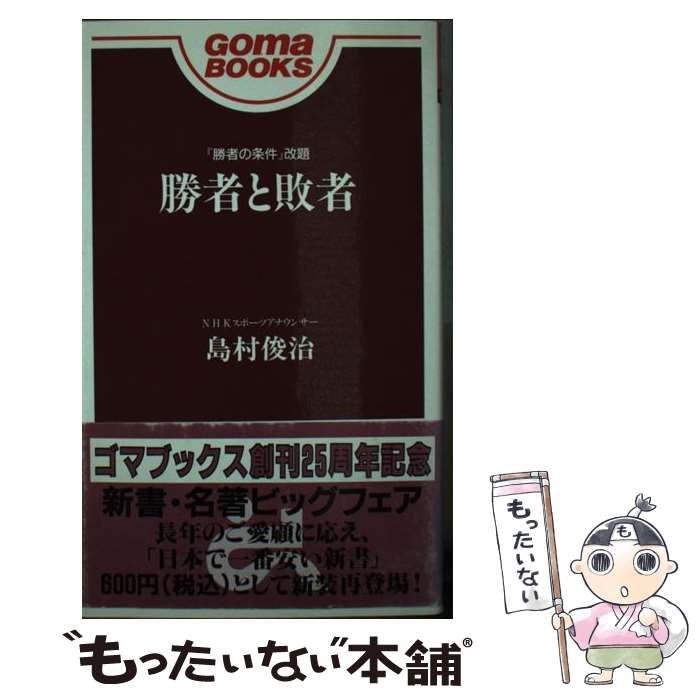 Goma
BOOKS
『勝者の条件』改題
勝者と敗者
NHKスポーツアナウンサー
島村俊治
ゴマブックス創刊25周年記念
新書・名著ビッグフェア
長年のご愛顧に応え、
「日本で一番安い新書」
600円(税込)として新装再登場!
もったいない
も
"もったいない本舗"